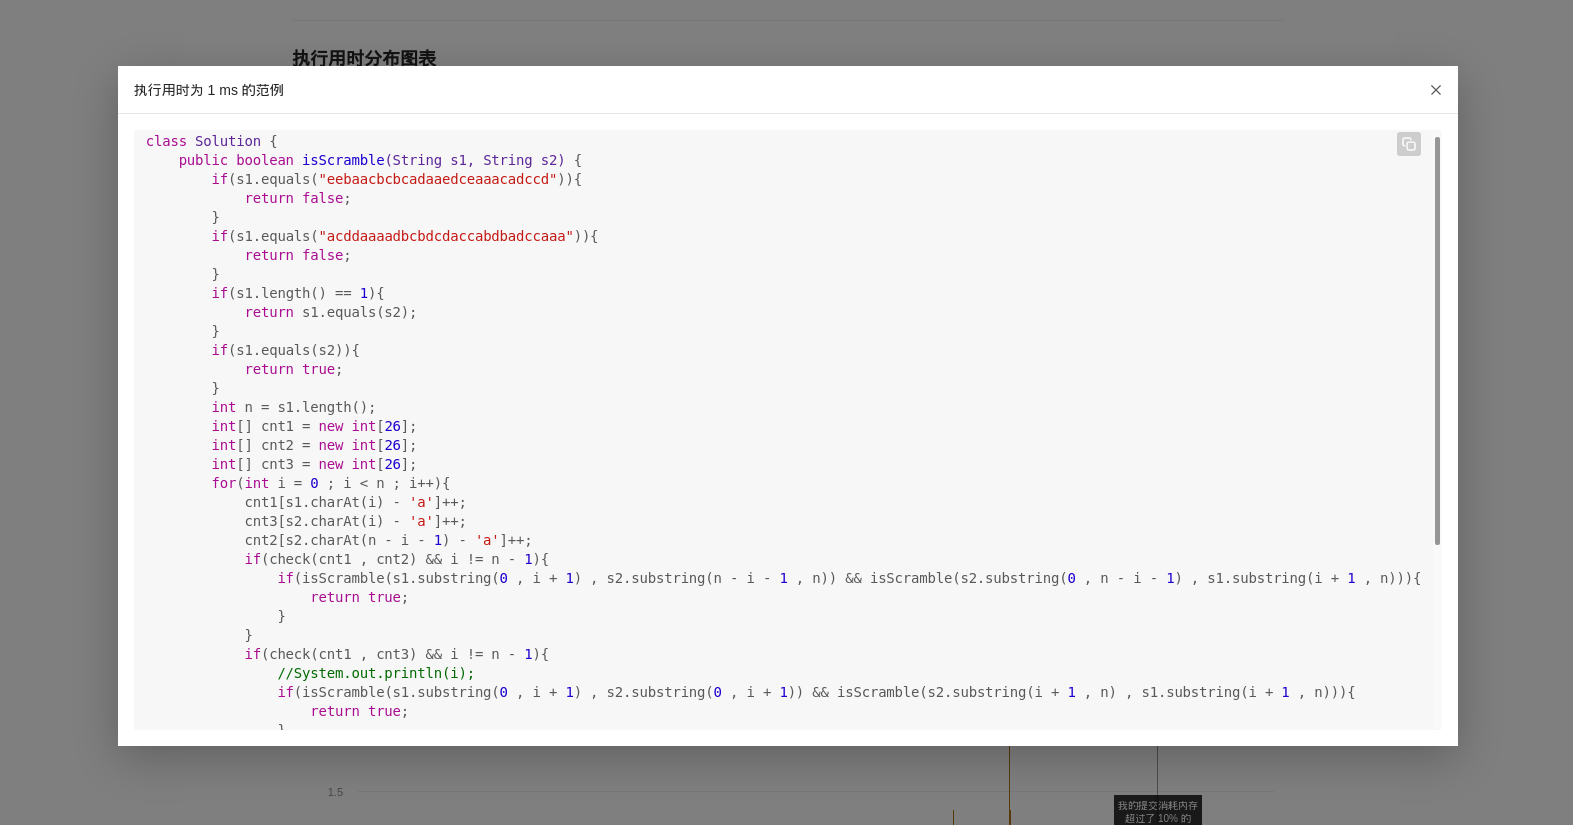 执行用时分布图表
执行用时为 1 ms 的范例
class Solution {
    public boolean isScramble(String s1, String s2) {
        if(s1.equals("eebaacbcbcadaaedceaaacadccd")){
            return false;
        }
        if(s1.equals("acddaaaadbcbdcdaccabdbadccaaa")){
            return false;
        }
        if(s1.length() == 1){
            return s1.equals(s2);
        }
        if(s1.equals(s2)){
            return true;
        }
        int n = s1.length();
        int[] cnt1 = new int[26];
        int[] cnt2 = new int[26];
        int[] cnt3 = new int[26];
        for(int i = 0 ; i < n ; i++){
            cnt1[s1.charAt(i) - 'a']++;
            cnt3[s2.charAt(i) - 'a']++;
            cnt2[s2.charAt(n - i - 1) - 'a']++;
            if(check(cnt1 , cnt2) && i != n - 1){
                if(isScramble(s1.substring(0 , i + 1) , s2.substring(n - i - 1 , n)) && isScramble(s2.substring(0 , n - i - 1) , s1.substring(i + 1 , n))){
                    return true;
                }
            }
            if(check(cnt1 , cnt3) && i != n - 1){
                //System.out.println(i);
                if(isScramble(s1.substring(0 , i + 1) , s2.substring(0 , i + 1)) && isScramble(s2.substring(i + 1 , n) , s1.substring(i + 1 , n))){
                    return true;
                }
1.5
我的提交消耗内存
超过了 10% 的